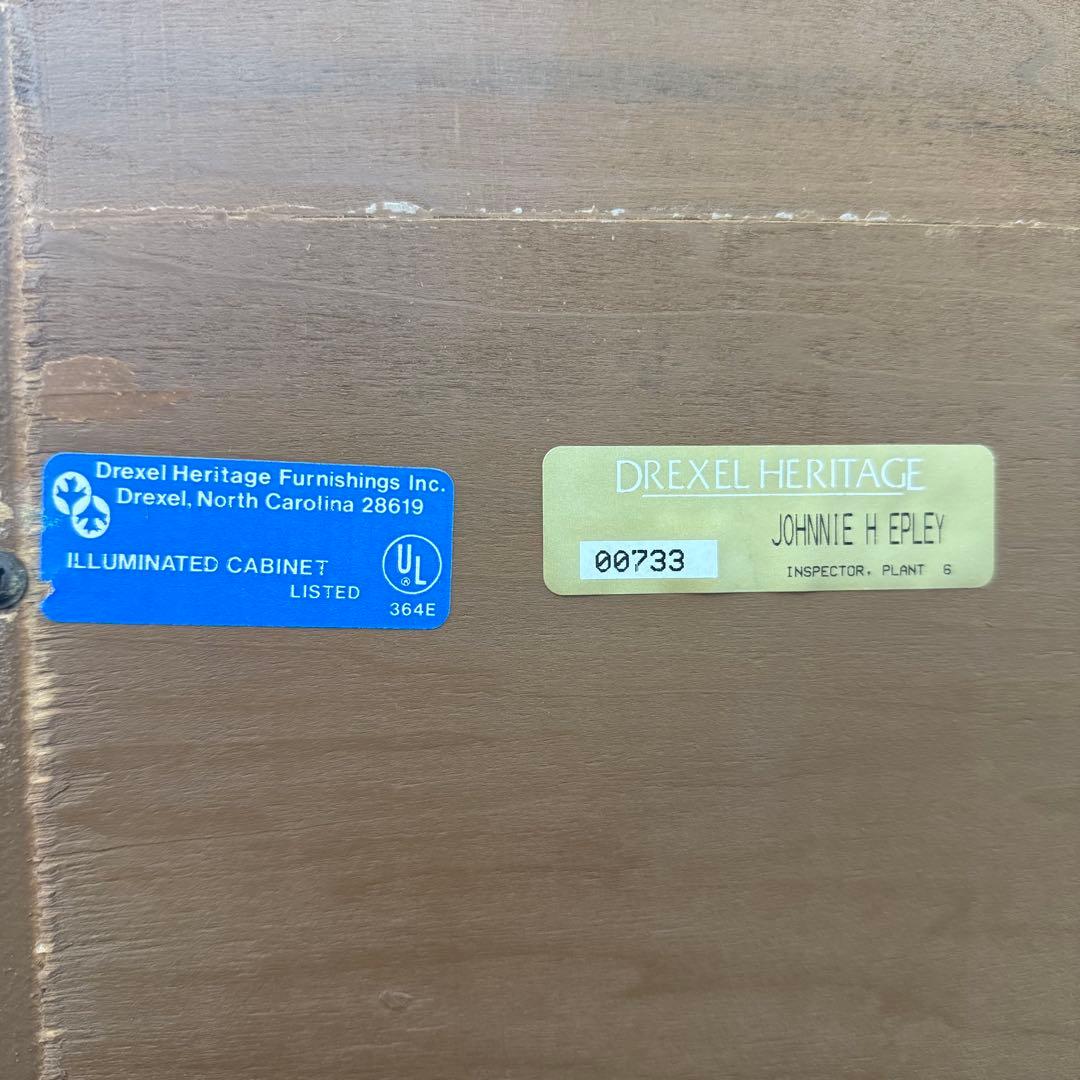 Drexel Heritage Furnishings Inc.
Drexel, North Carolina 28619
ILLUMINATED CABINET
LISTED
UL
®
364E
DREXEL HERITAGE
00733
JOHNNIE H EPLEY
INSPECTOR, PLANT 6